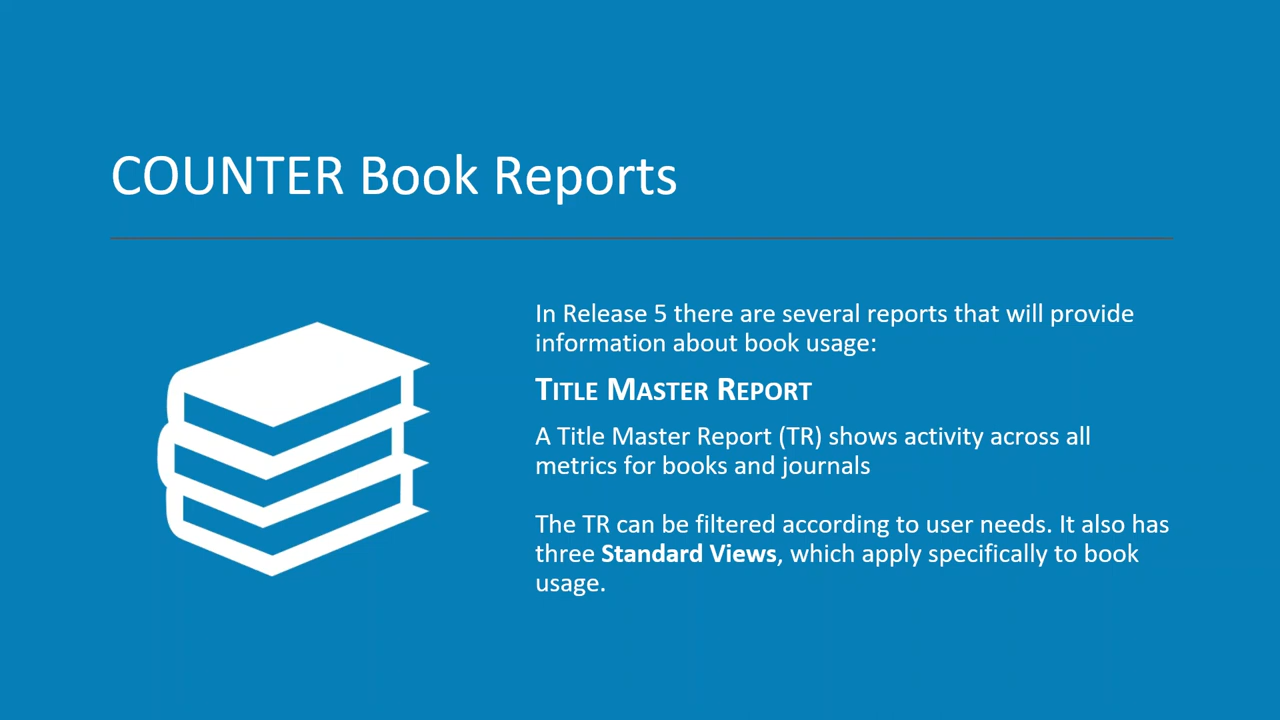 COUNTER Book Reports
In Release 5 there are several reports that will provide
information about book usage:
TITLE MASTER REPORT
A Title Master Report (TR) shows activity across all
metrics for books and journals
The TR can be filtered according to user needs. It also has
three Standard Views, which apply specifically to book
usage.